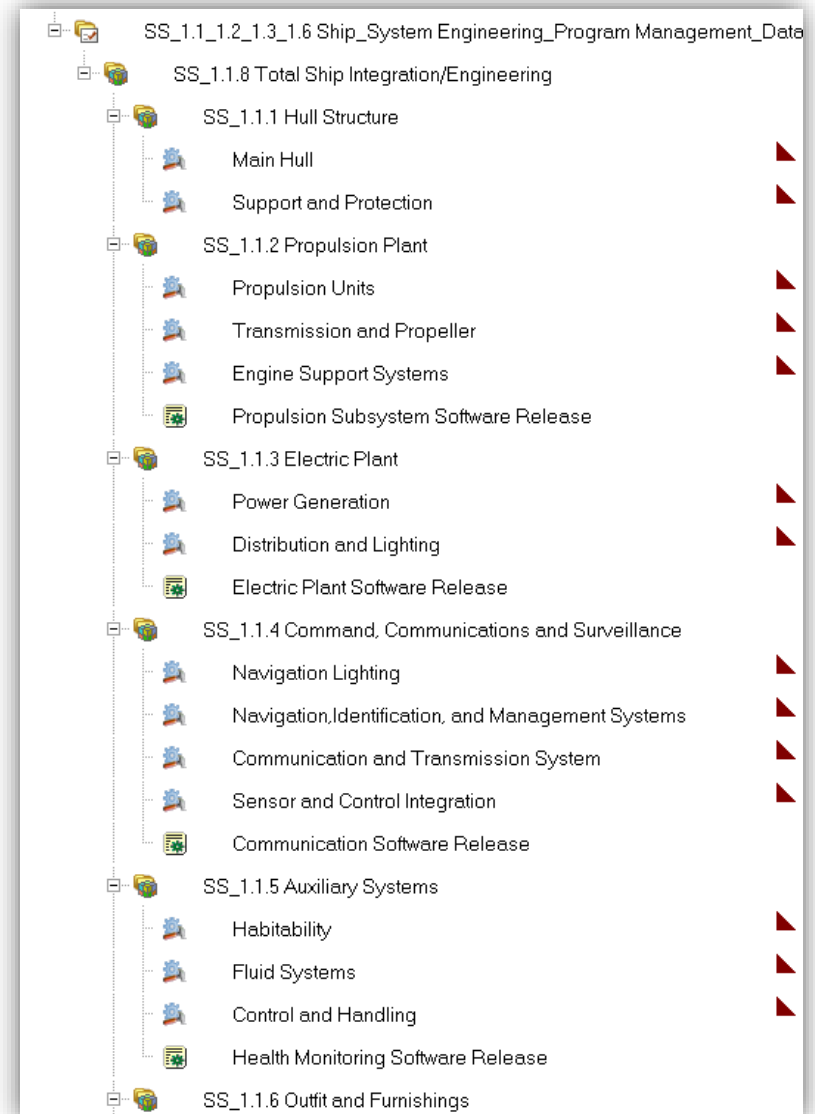 SS_1.1_1.2_1.3_1.6 Ship_System Engineering_Program Management_Data
SS_1.1.8 Total Ship Integration/Engineering
SS_1.1.1 Hull Structure
Main Hull
Support and Protection
SS_1.1.2 Propulsion Plant
Propulsion Units
Transmission and Propeller
Engine Support Systems
Propulsion Subsystem Software Release
SS_1.1.3 Electric Plant
Power Generation
Distribution and Lighting
Electric Plant Software Release
SS_1.1.4 Command, Communications and Surveillance
Navigation Lighting
Navigation,Identification, and Management Systems
Communication and Transmission System
Sensor and Control Integration
Communication Software Release
SS_1.1.5 Auxiliary Systems
Habitability
Fluid Systems
Control and Handling
Health Monitoring Software Release
SS_1.1.6 Outfit and Furnishings